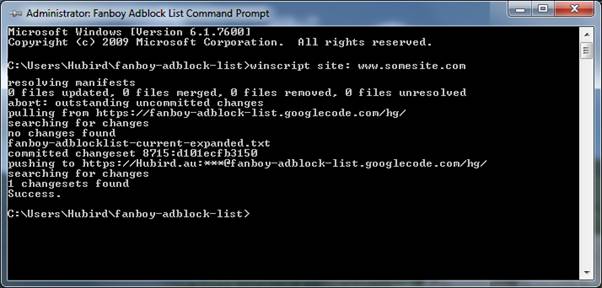 Administrator: Fanboy Adblock List Command Prompt
Microsoft Windows [Version 6.1.7600]
Copyright (c) 2009 Microsoft Corporation.  All rights reserved.
C:\Users\Hubird\fanboy-adblock-list>winscript site: www.somesite.com
resolving manifests
0 files updated, 0 files merged, 0 files removed, 0 files unresolved
abort: outstanding uncommitted changes
pulling from https://fanboy-adblock-list.googlecode.com/hg/
searching for changes
no changes found
fanboy-adblocklist-current-expanded.txt
committed changeset 8715:d101ecfb3150
pushing to https://Hubird.au:***@fanboy-adblock-list.googlecode.com/hg/
searching for changes
1 changesets found
Success.
C:\Users\Hubird\fanboy-adblock-list>